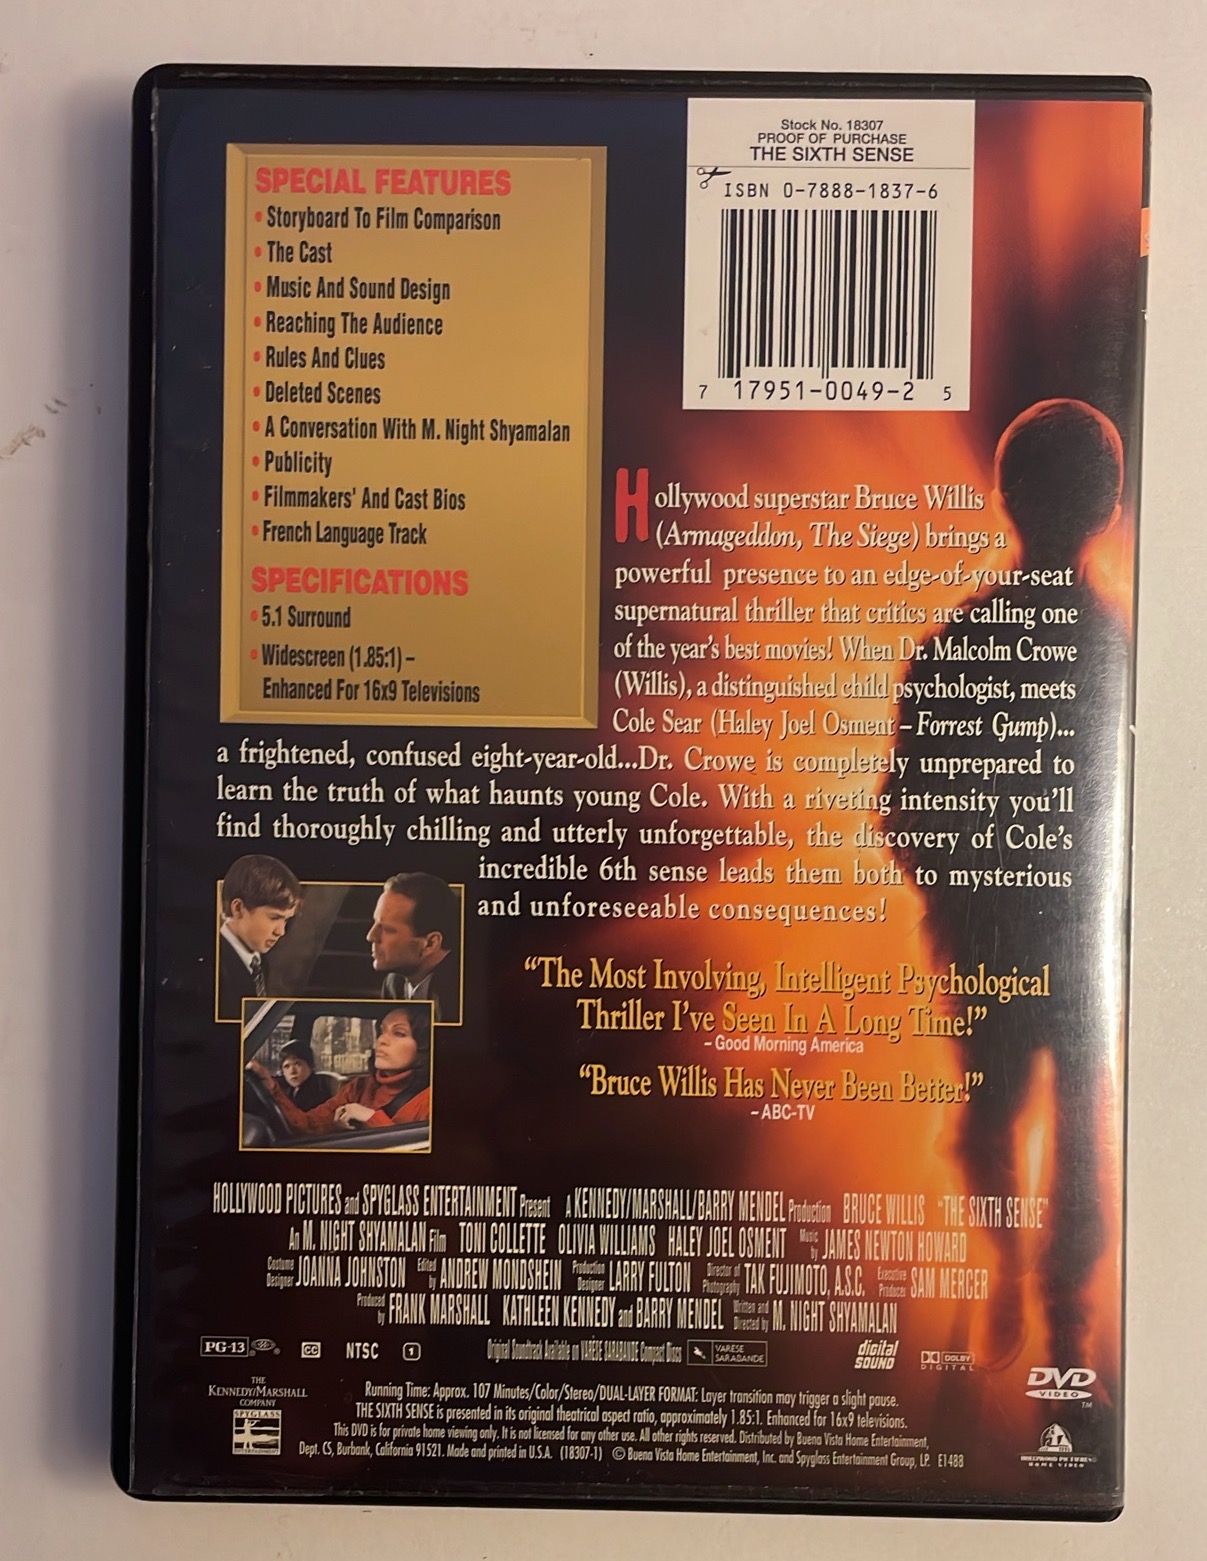 Stock No. 18307
PROOF OF PURCHASE
THE SIXTH SENSE
ISBN 0-7888-1837-6
7 17951-0049-2 5
SPECIAL FEATURES
• Storyboard To Film Comparison
• The Cast
• Music And Sound Design
• Reaching The Audience
• Rules And Clues
• Deleted Scenes
• A Conversation With M. Night Shyamalan
• Publicity
• Filmmakers' And Cast Bios
• French Language Track
SPECIFICATIONS
• 5.1 Surround
• Widescreen (1.85:1) –
Enhanced For 16x9 Televisions
Hollywood superstar Bruce Willis
(Armageddon, The Siege) brings a
powerful presence to an edge-of-your-seat
supernatural thriller that critics are calling one
of the year's best movies! When Dr. Malcolm Crowe
(Willis), a distinguished child psychologist, meets
Cole Sear (Haley Joel Osment – Forrest Gump)...
a frightened, confused eight-year-old...Dr. Crowe is completely unprepared to
learn the truth of what haunts young Cole. With a riveting intensity you'll
find thoroughly chilling and utterly unforgettable, the discovery of Cole's
incredible 6th sense leads them both to mysterious
and unforeseeable consequences!
"The Most Involving, Intelligent Psychological
Thriller I've Seen In A Long Time!"
– Good Morning America
"Bruce Willis Has Never Been Better!"
– ABC-TV
HOLLYWOOD PICTURES and SPYGLASS ENTERTAINMENT Present A KENNEDY/MARSHALL/BARRY MENDEL Production BRUCE WILLIS "THE SIXTH SENSE"
An M. NIGHT SHYAMALAN Film TONI COLLETTE OLIVIA WILLIAMS HALEY JOEL OSMENT Music by JAMES NEWTON HOWARD
Costume Designer JOANNA JOHNSTON Edited by ANDREW MONDSHEIN Production Designer LARRY FULTON Director of Photography TAK FUJIMOTO, A.S.C. Executive Producer SAM MERCER
Produced by FRANK MARSHALL KATHLEEN KENNEDY and BARRY MENDEL Written and Directed by M. NIGHT SHYAMALAN
PG-13 CC NTSC 1 Original Soundtrack Available on VARÈSE SARABANDE Compact Discs VARESE SARABANDE digital SOUND DOLBY DIGITAL
DVD VIDEO TM
THE KENNEDY/MARSHALL COMPANY
SPYGLASS ENTERTAINMENT
Running Time: Approx. 107 Minutes/Color/Stereo/DUAL-LAYER FORMAT: Layer transition may trigger a slight pause.
THE SIXTH SENSE is presented in its original theatrical aspect ratio, approximately 1.85:1. Enhanced for 16x9 televisions.
This DVD is for private home viewing only. It is not licensed for any other use. All other rights reserved. Distributed by Buena Vista Home Entertainment,
Dept. CS, Burbank, California 91521. Made and printed in U.S.A. (18307-1) © Buena Vista Home Entertainment, Inc. and Spyglass Entertainment Group, LP. E1488
HOLLYWOOD PICTURES
HOME VIDEO